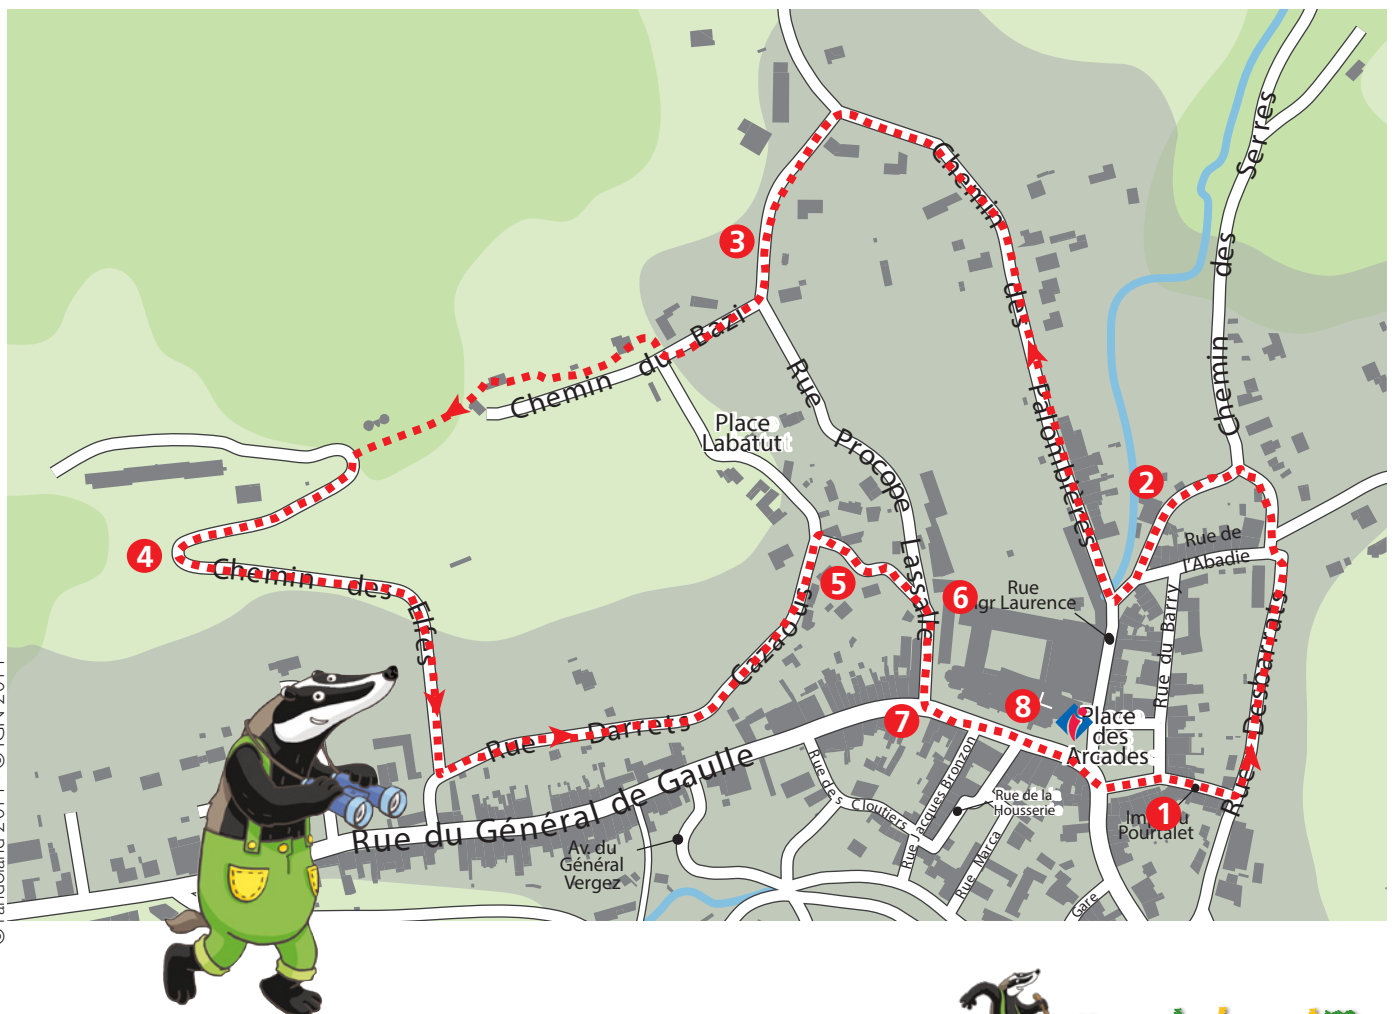 Chemin des Serres
3
Chemin des Palombières
Chemin du Bazi
Rue Procope Lassalle
Place
Labatut
2
Rue de
l'Abadie
4
Chemin des Elfes
5
6
Rue
gr Laurence
Rue du Barry
Rue Desbarrats
Cazaous
8
Place
des
Arcades
7
Rue Darrets
Rue du Général de Gaulle
Rue des Cloutiers
Rue Jacques Bronzon
Rue de la
Housserie
Rue Marca
1
Pourtalet
Av. du
Général
Vergez
Gare